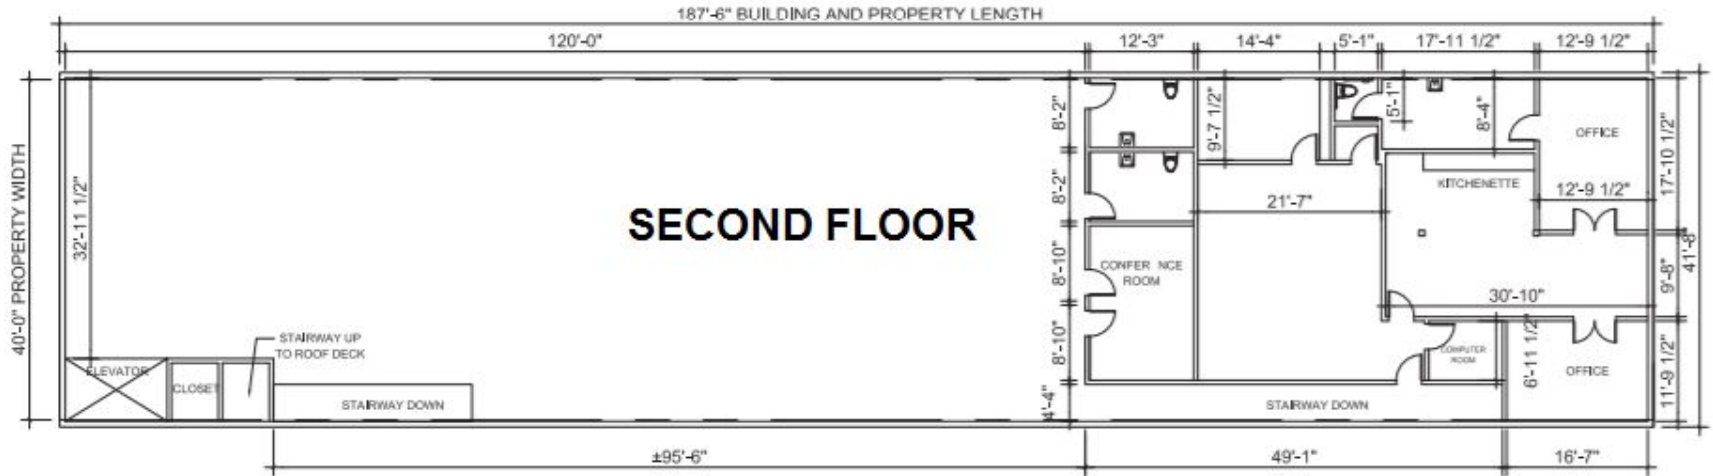 187'-6" BUILDING AND PROPERTY LENGTH
120'-0"
12'-3"
14'-4"
5'-1"
17'-11 1/2"
12'-9 1/2"
40'-0" PROPERTY WIDTH
32'-11 1/2"
8'-2"
9'-7 1/2"
5'-1"
8'-4"
OFFICE
17'-10 1/2"
8'-2"
KITCHENETTE
12'-9 1/2"
21'-7"
SECOND FLOOR
41'-8"
8'-10"
CONFER NCE
ROOM
9'-8"
30'-10"
STAIRWAY UP
TO ROOF DECK
8'-10"
COMPUTER
ROOM
6'-11 1/2"
OFFICE
11'-9 1/2"
ELEVATOR
CLOSET
STAIRWAY DOWN
4'-4"
STAIRWAY DOWN
±95'-6"
49'-1"
16'-7"